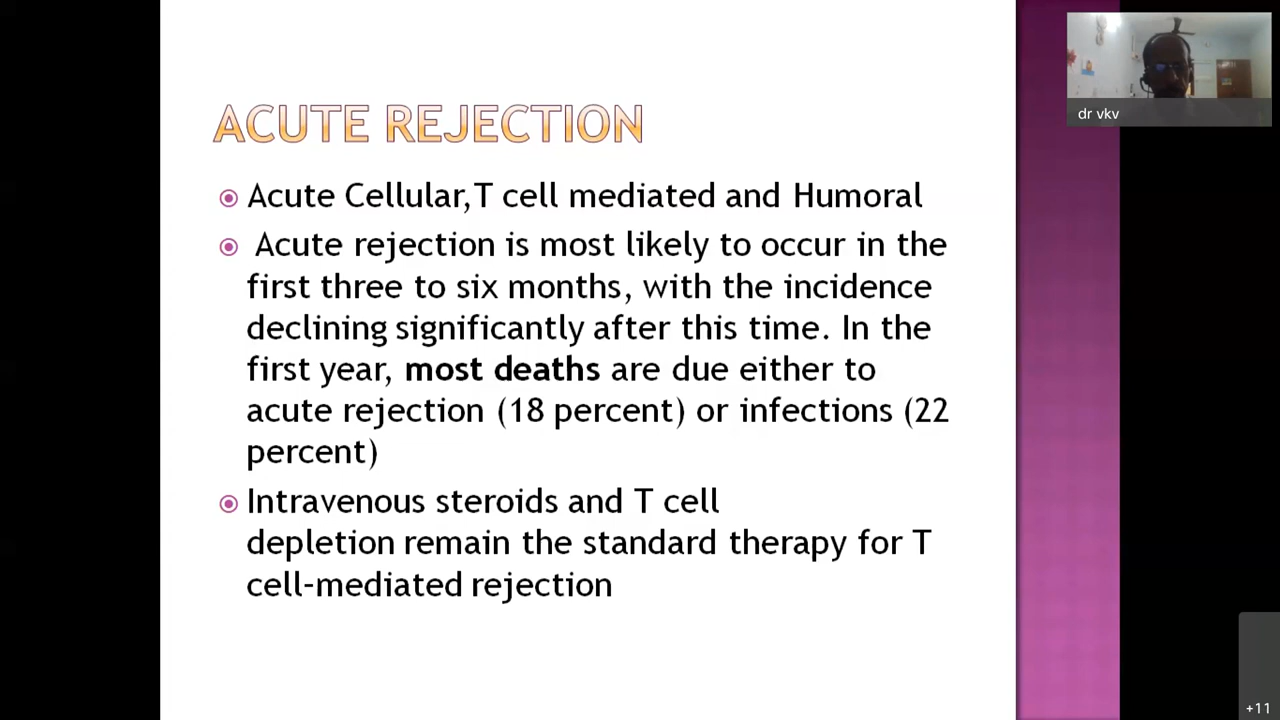 ACUTE REJECTION
Acute Cellular,T cell mediated and Humoral
Acute rejection is most likely to occur in the
first three to six months, with the incidence
declining significantly after this time. In the
first year, most deaths are due either to
acute rejection (18 percent) or infections (22
percent)
Intravenous steroids and T cell
depletion remain the standard therapy for T
cell-mediated rejection
dr vkv
+11